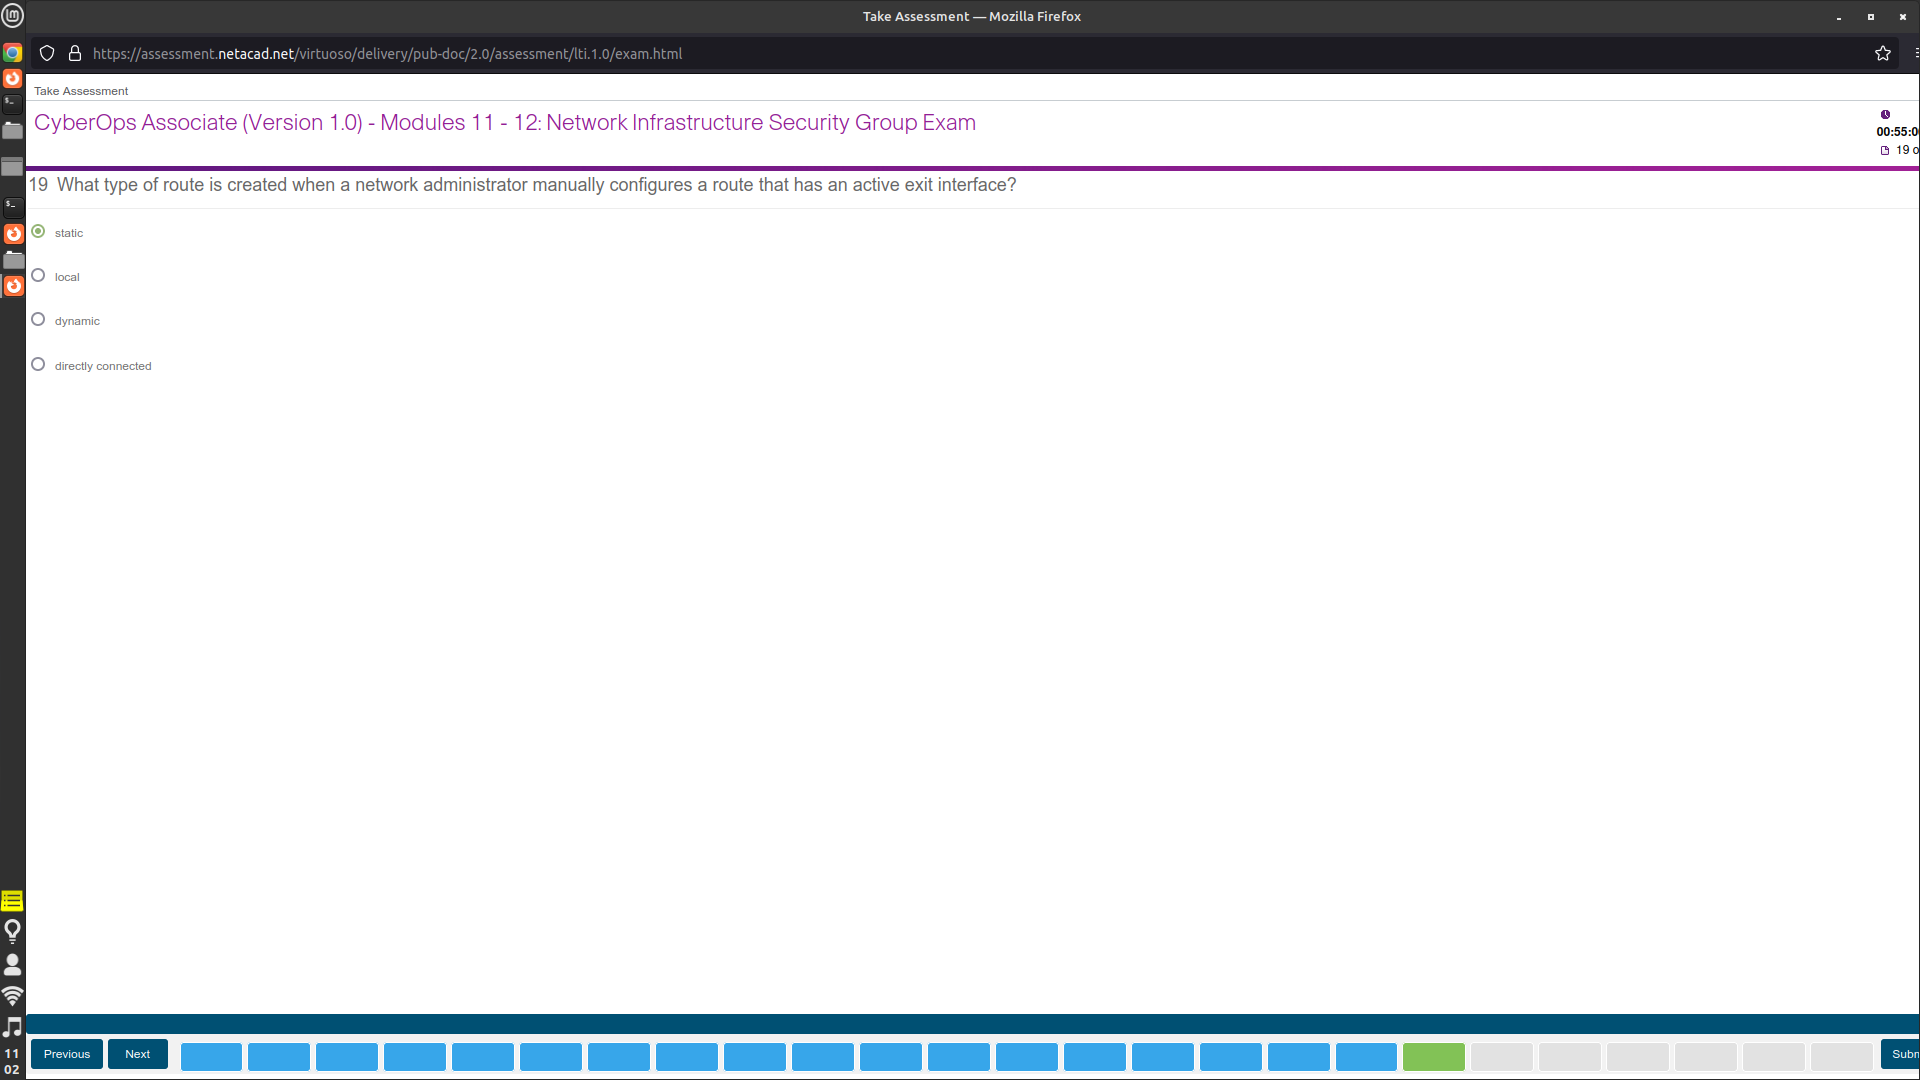 Take Assessment — Mozilla Firefox
https://assessment.netacad.net/virtuoso/delivery/pub-doc/2.0/assessment/lti.1.0/exam.html
Take Assessment
CyberOps Associate (Version 1.0) - Modules 11 - 12: Network Infrastructure Security Group Exam
00:55:0
19 o
19 What type of route is created when a network administrator manually configures a route that has an active exit interface?
static
local
dynamic
directly connected
Previous
Next
Subm
11
02